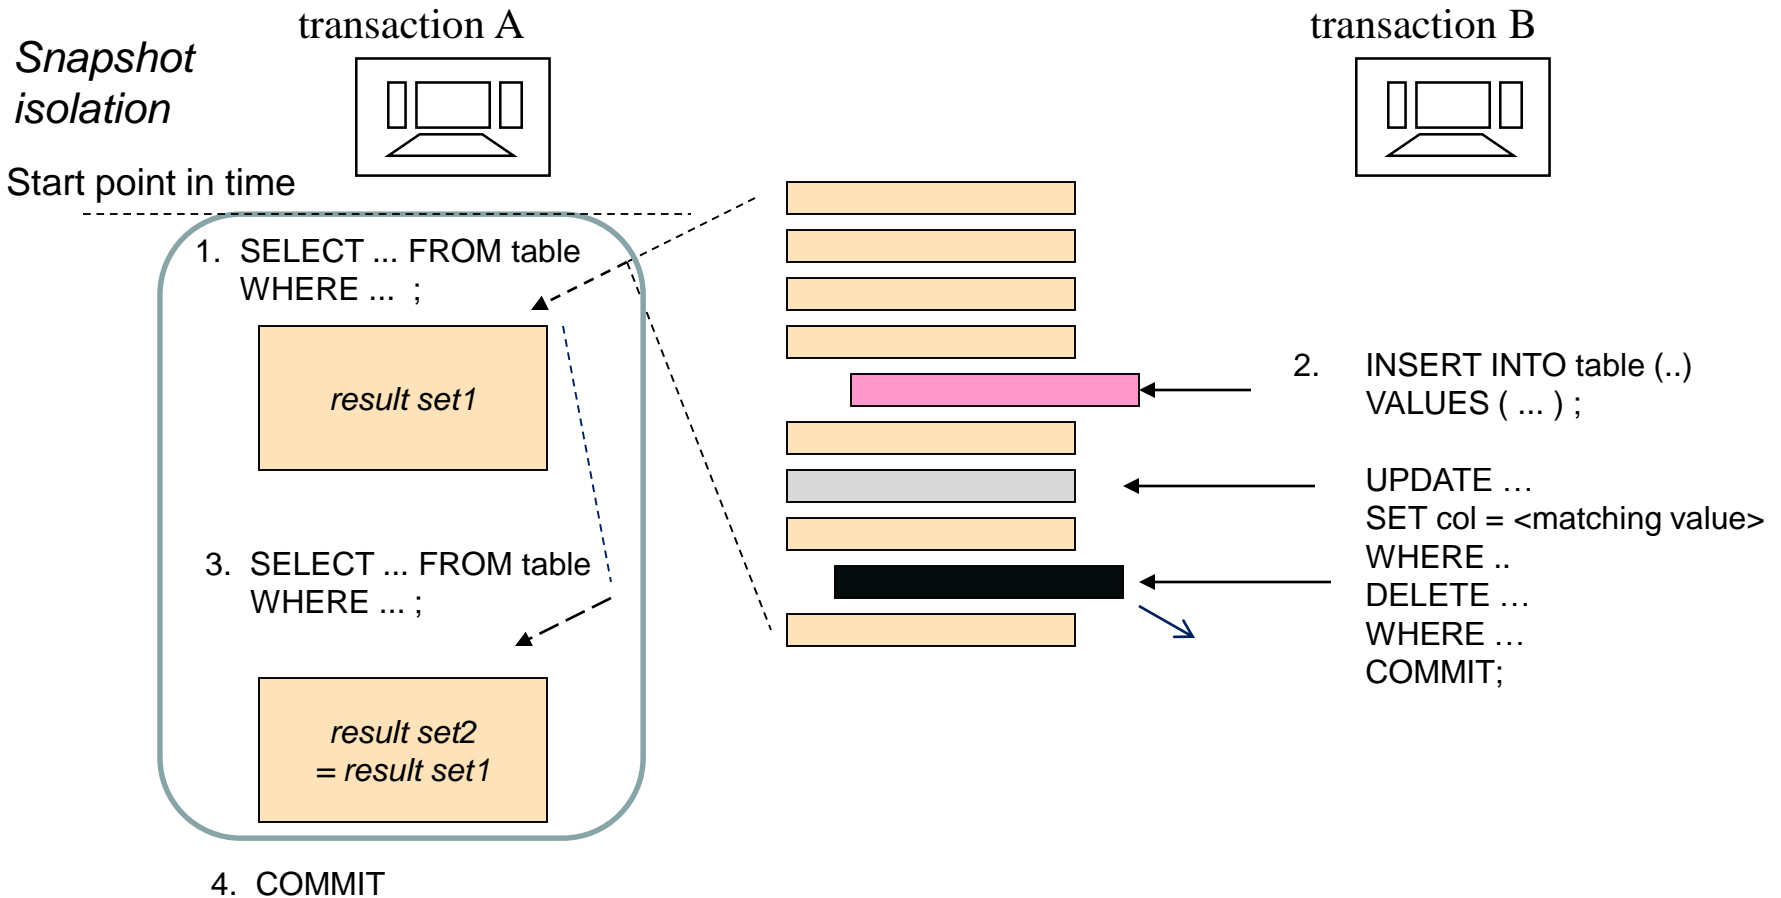 transaction A
transaction B
Snapshot
isolation
Start point in time
1. SELECT ... FROM table
WHERE ... ;
result set1
3. SELECT ... FROM table
WHERE ... ;
result set2
= result set1
4. COMMIT
2. INSERT INTO table (..)
VALUES ( ... ) ;
UPDATE …
SET col = <matching value>
WHERE ..
DELETE …
WHERE …
COMMIT;